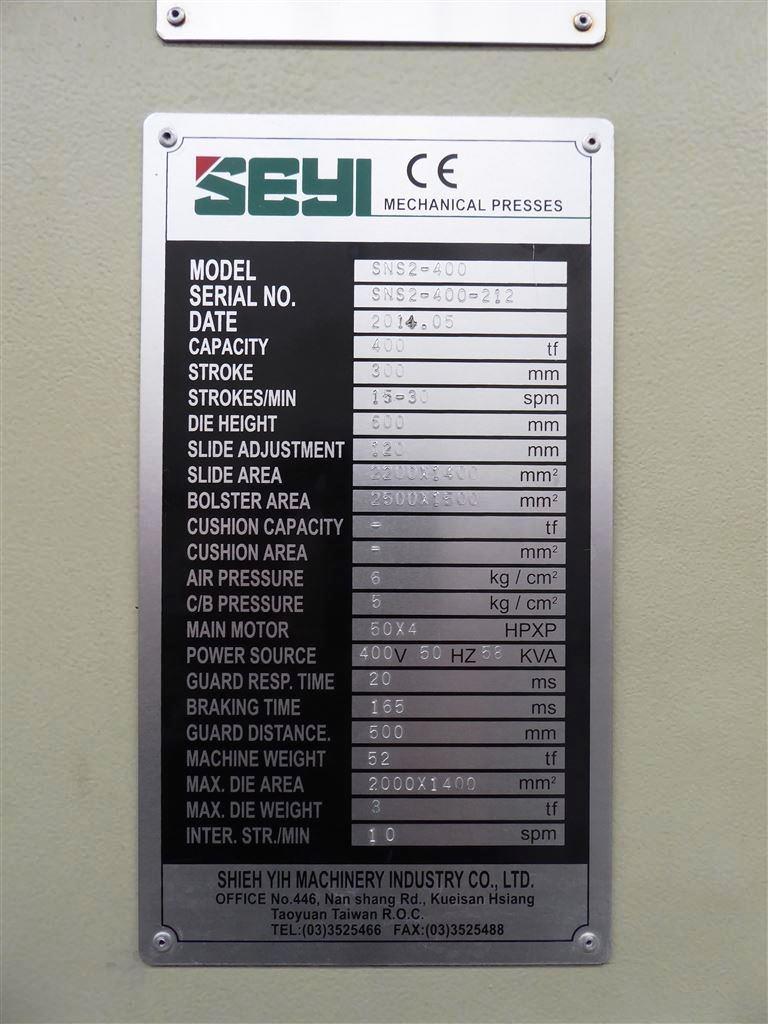 SEYI CE
MECHANICAL PRESSES
MODEL SNS2-400
SERIAL NO. SNS2-400-212
DATE 2014.05
CAPACITY 400 tf
STROKE 300 mm
STROKES/MIN 15-30 spm
DIE HEIGHT 600 mm
SLIDE ADJUSTMENT 120 mm
SLIDE AREA 2200X1400 mm²
BOLSTER AREA 2500X1500 mm²
CUSHION CAPACITY - tf
CUSHION AREA - mm²
AIR PRESSURE 6 kg / cm²
C/B PRESSURE 5 kg / cm²
MAIN MOTOR 50X4 HPXP
POWER SOURCE 400V 50 HZ 58 KVA
GUARD RESP. TIME 20 ms
BRAKING TIME 165 ms
GUARD DISTANCE. 500 mm
MACHINE WEIGHT 52 tf
MAX. DIE AREA 2000X1400 mm²
MAX. DIE WEIGHT 3 tf
INTER. STR./MIN 10 spm
SHIEH YIH MACHINERY INDUSTRY CO., LTD.
OFFICE No.446, Nan shang Rd., Kueisan Hsiang
Taoyuan Taiwan R.O.C.
TEL:(03)3525466 FAX:(03)3525488